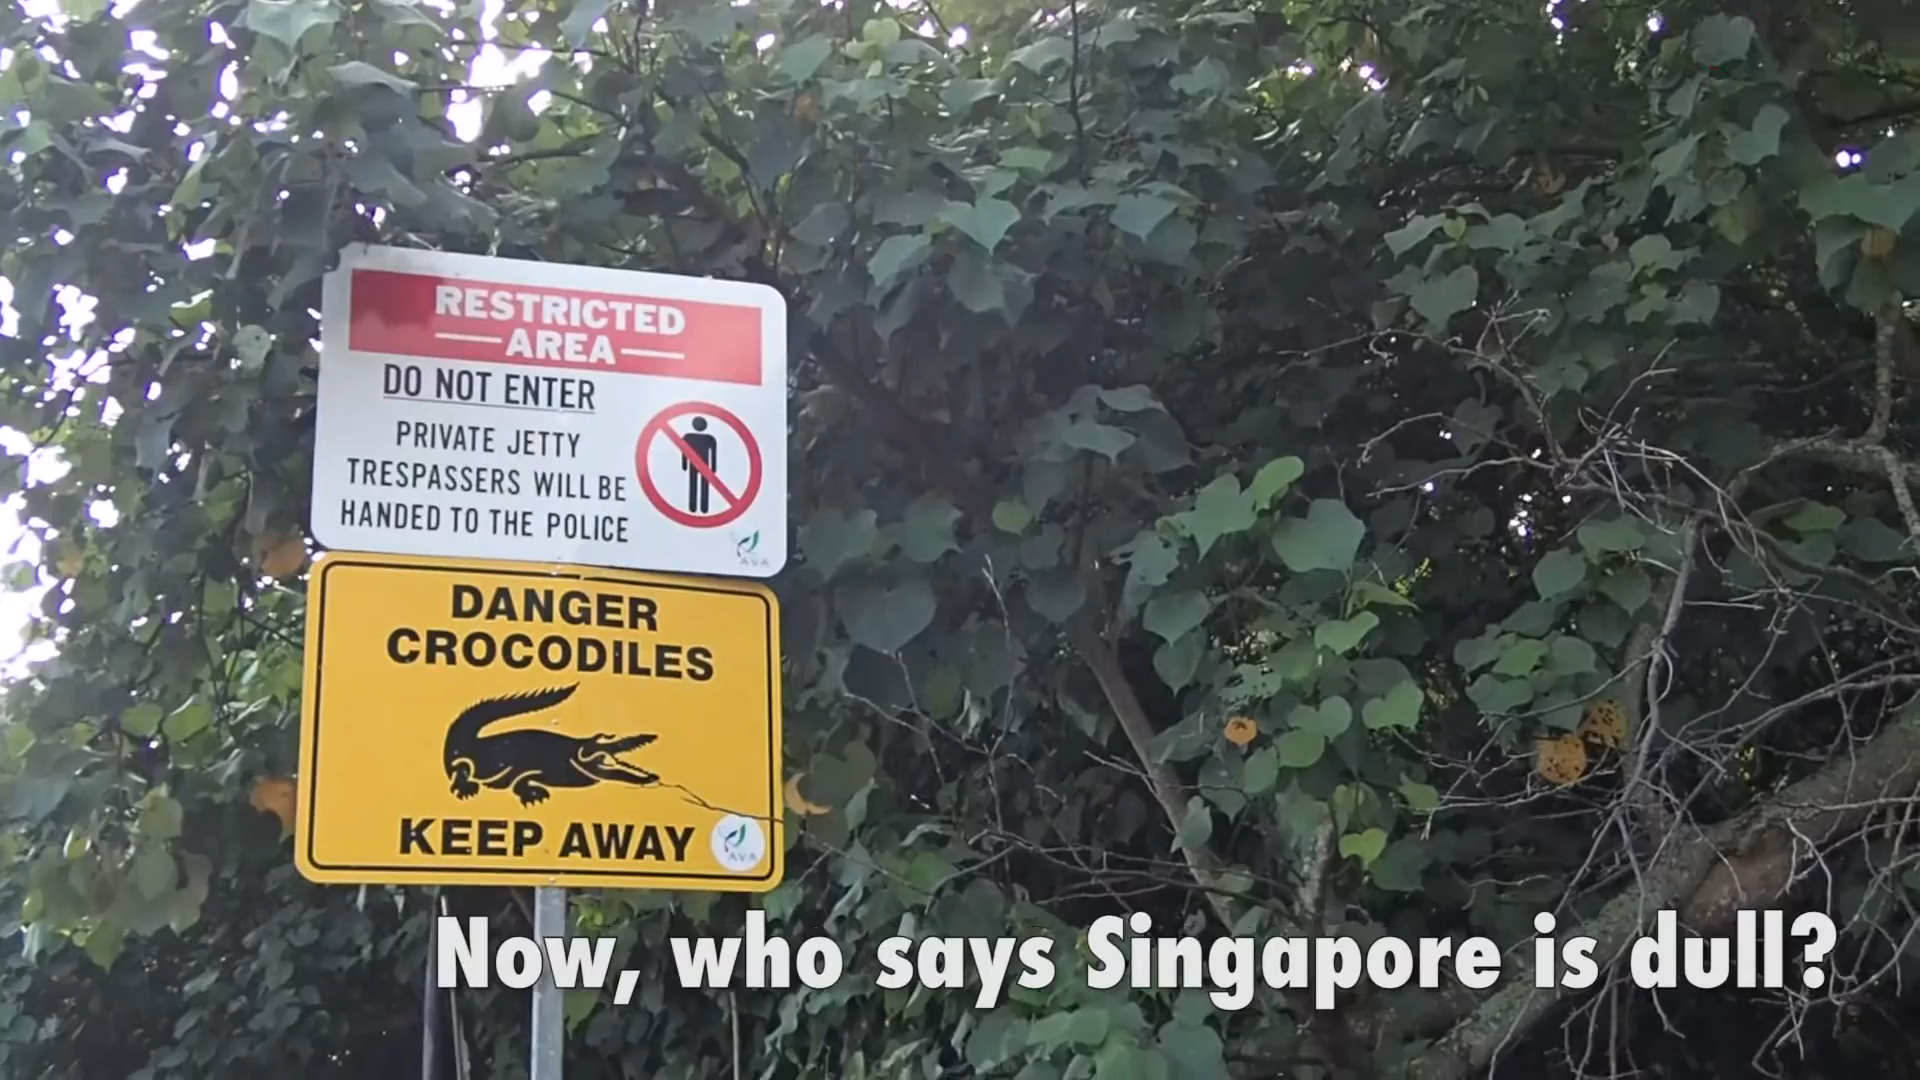 RESTRICTED
AREA
DO NOT ENTER
PRIVATE JETTY
TRESPASSERS WILL BE
HANDED TO THE POLICE
AVA
DANGER
CROCODILES
KEEP AWAY
AVA
Now, who says Singapore is dull?